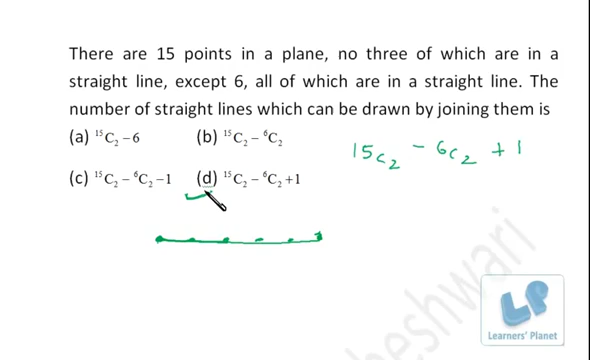 There are 15 points in a plane, no three of which are in a
straight line, except 6, all of which are in a straight line. The
number of straight lines which can be drawn by joining them is
(a) ¹⁵C₂ – 6 (b) ¹⁵C₂ – ⁶C₂
(c) ¹⁵C₂ – ⁶C₂ – 1 (d) ¹⁵C₂ – ⁶C₂ + 1
15C₂ – 6C₂ + 1
LP
Learners' Planet